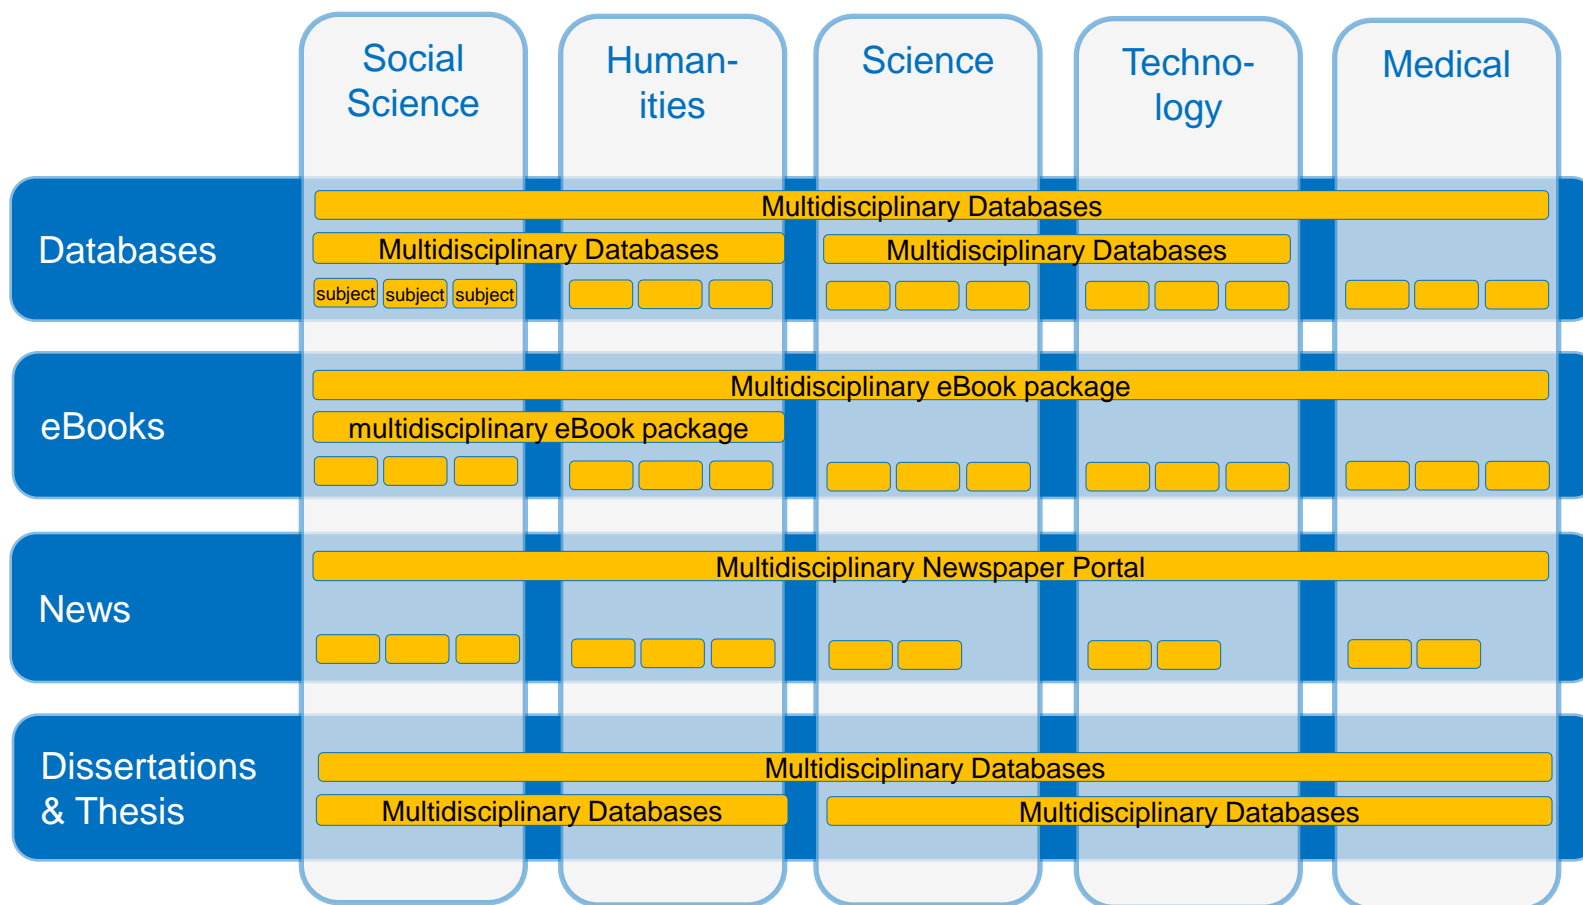 Social
Science
Human-
ities
Science
Techno-
logy
Medical
Databases
Multidisciplinary Databases
Multidisciplinary Databases
Multidisciplinary Databases
subject
subject
subject
eBooks
Multidisciplinary eBook package
multidisciplinary eBook package
News
Multidisciplinary Newspaper Portal
Dissertations
& Thesis
Multidisciplinary Databases
Multidisciplinary Databases
Multidisciplinary Databases